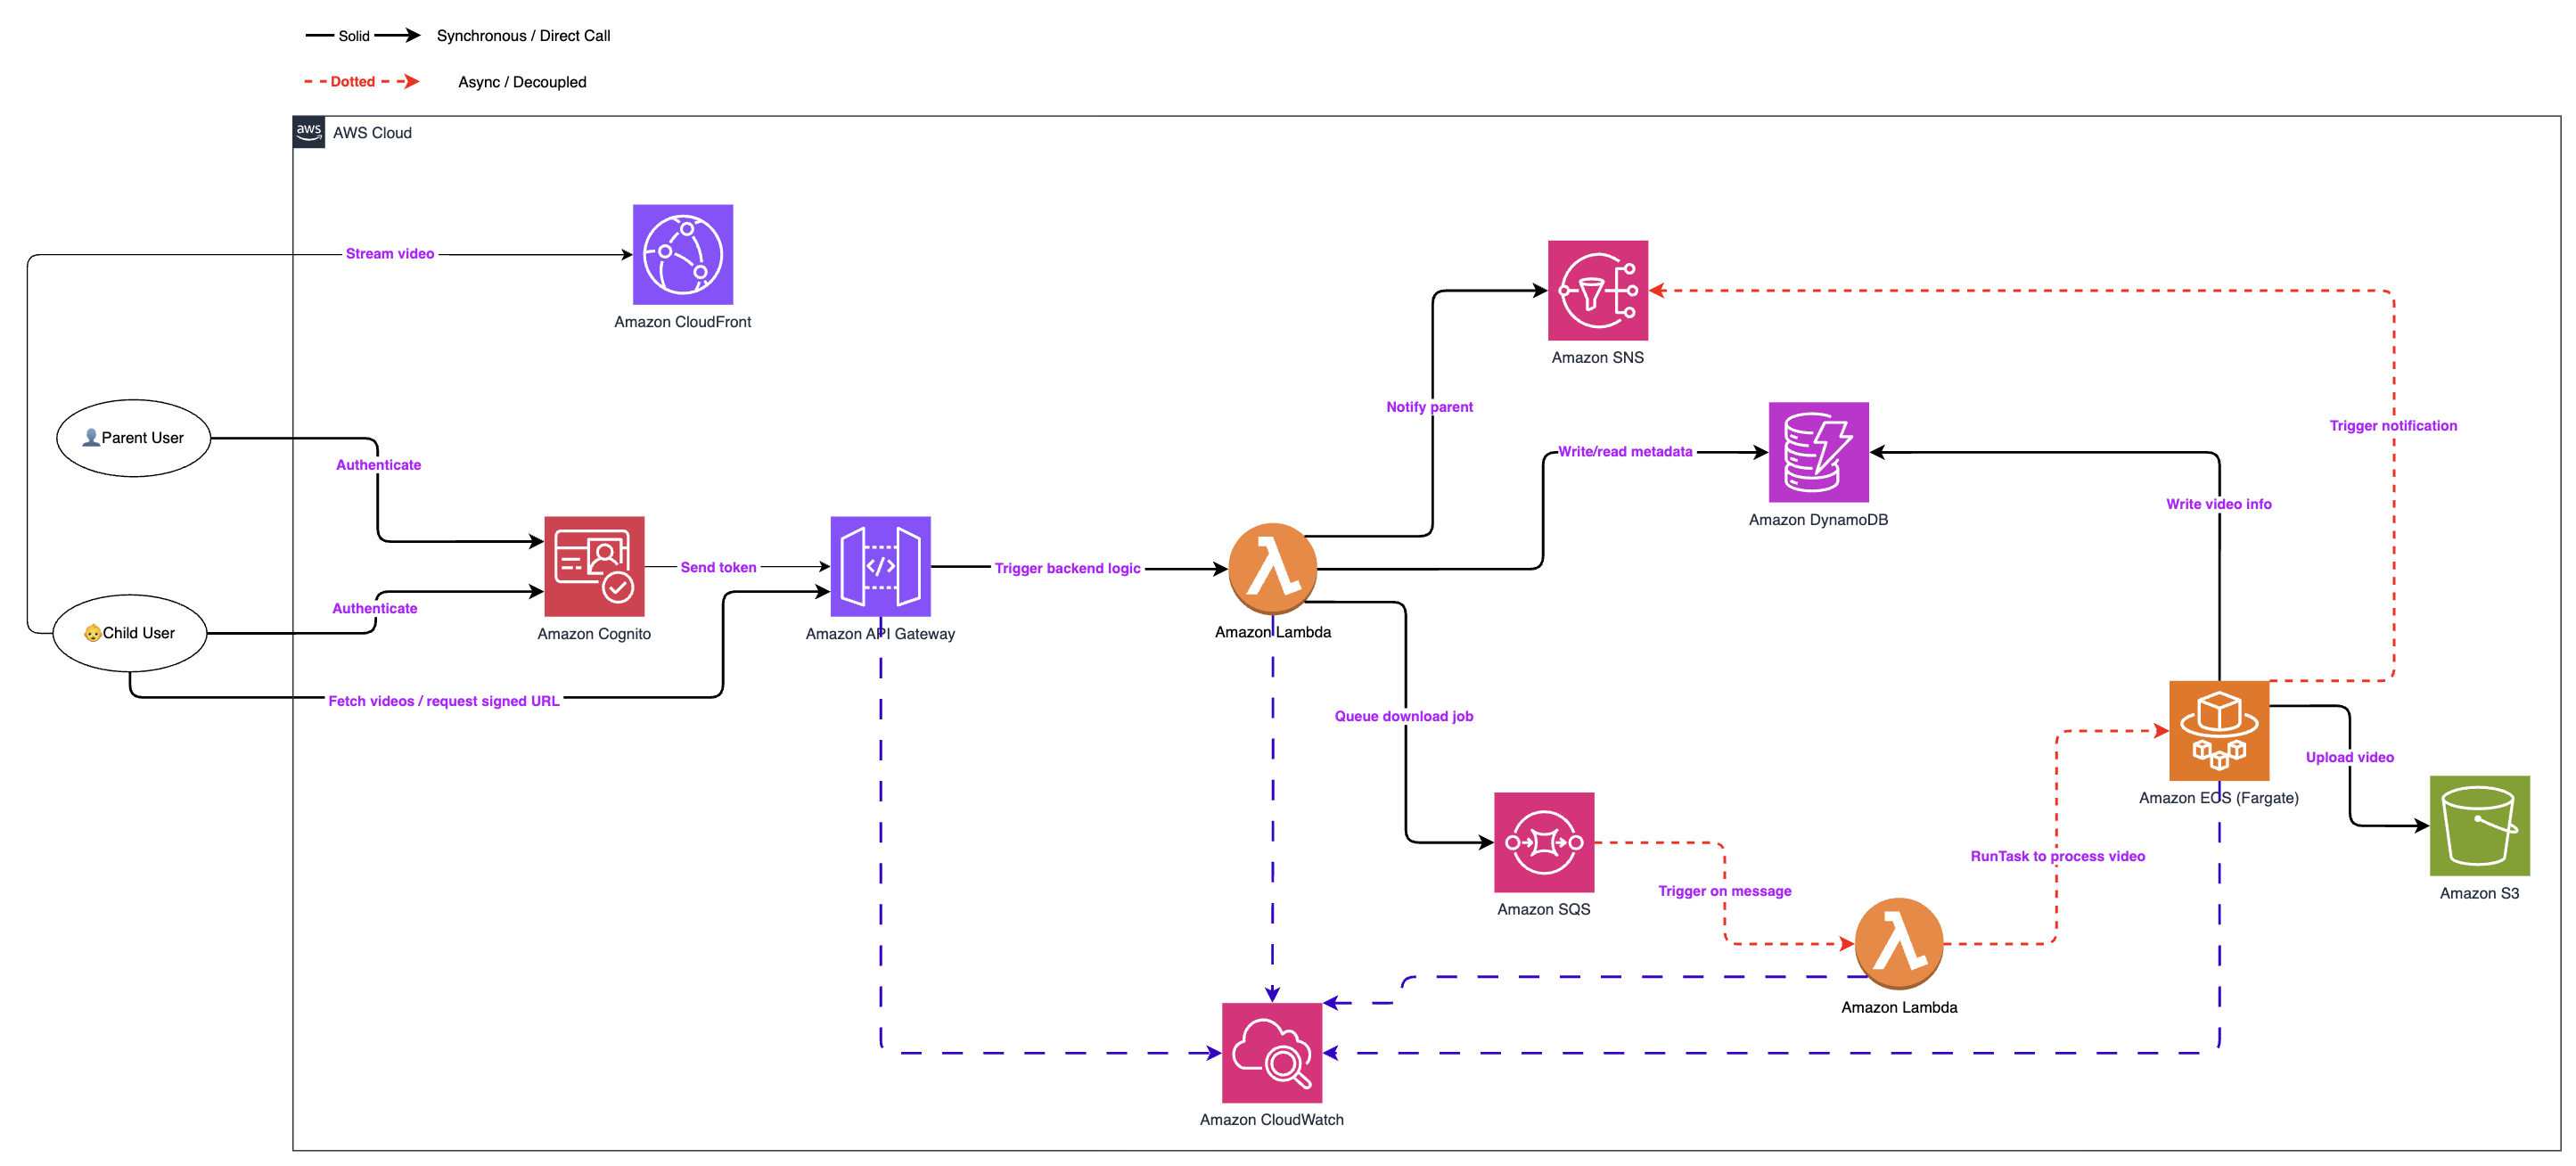 Solid
Synchronous / Direct Call
Dotted
Async / Decoupled
aws
AWS Cloud
Stream video
Amazon CloudFront
Amazon SNS
Notify parent
Trigger notification
Parent User
Authenticate
Write/read metadata
Amazon DynamoDB
Write video info
Send token
Trigger backend logic
Authenticate
Child User
Amazon Cognito
Amazon API Gateway
Amazon Lambda
Fetch videos / request signed URL
Queue download job
Upload video
Amazon ECS (Fargate)
RunTask to process video
Trigger on message
Amazon S3
Amazon SQS
Amazon Lambda
Amazon CloudWatch